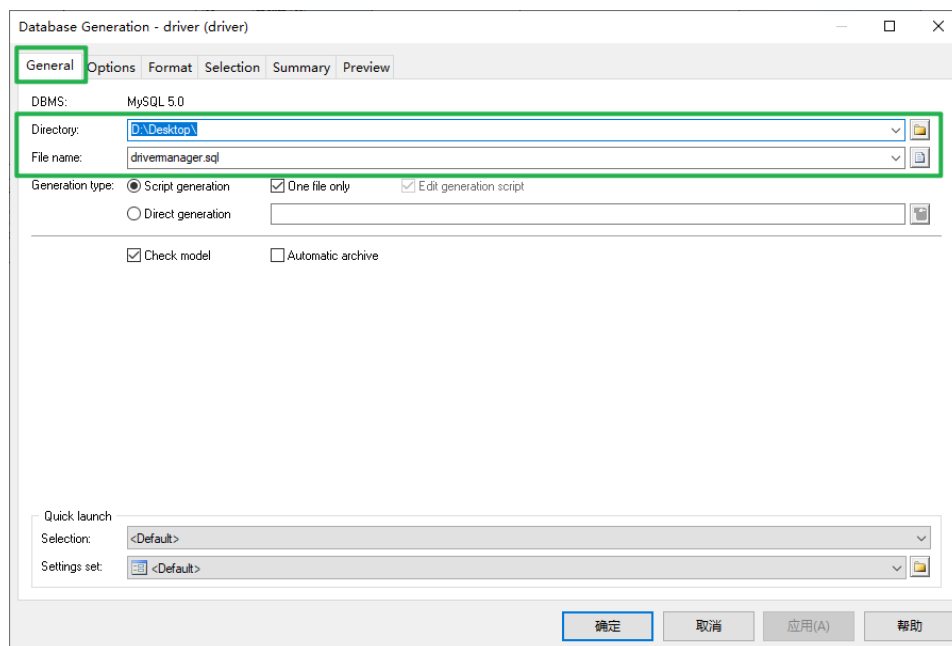 Database Generation - driver (driver)
General Options Format Selection Summary Preview
DBMS: MySQL 5.0
Directory: D:\Desktop\
File name: drivermanager.sql
Generation type: Script generation One file only Edit generation script
Direct generation
Check model Automatic archive
Quick launch
Selection: <Default>
Settings set: <Default>
确定 取消 应用(A) 帮助